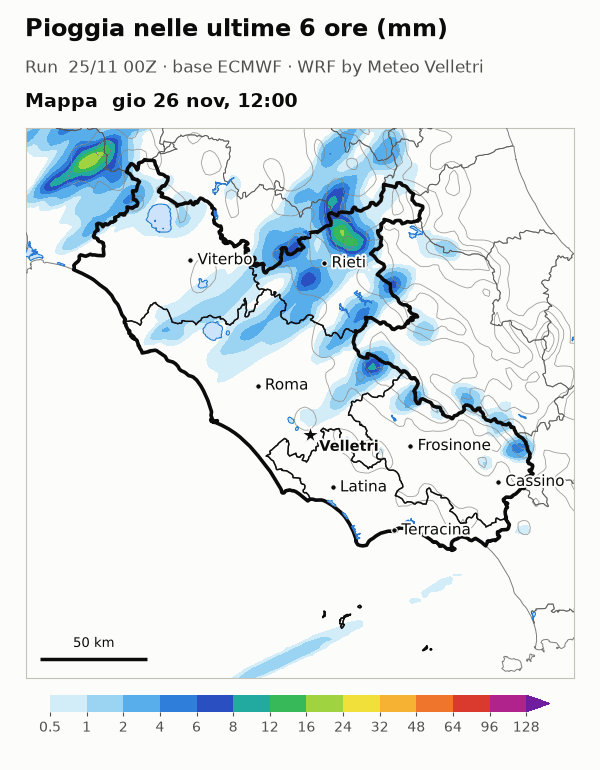 Pioggia nelle ultime 6 ore (mm)
Run 25/11 00Z · base ECMWF · WRF by Meteo Velletri
Mappa gio 26 nov, 12:00
Viterbo
Rieti
Roma
Velletri
Frosinone
Latina
Cassino
Terracina
50 km
0.5 1 2 4 6 8 12 16 24 32 48 64 96 128